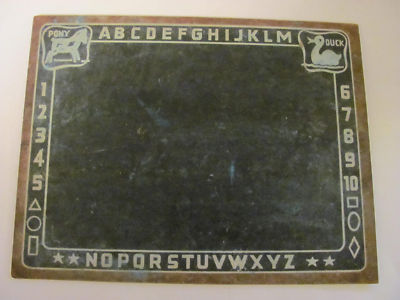 PONY
ABCDEFGHIJKLM
DUCK
1
2
3
4
5
6
7
8
9
10
NOPQRSTUVWXYZ